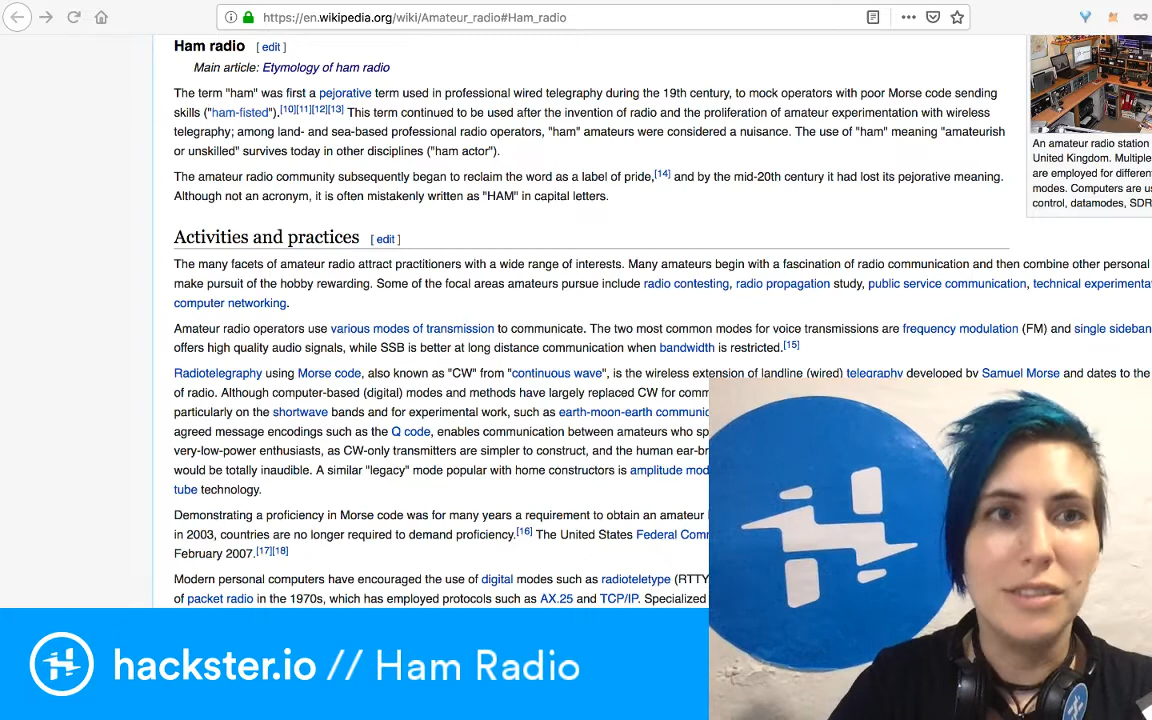 https://en.wikipedia.org/wiki/Amateur_radio#Ham_radio
Ham radio [ edit ]
Main article: Etymology of ham radio
The term "ham" was first a pejorative term used in professional wired telegraphy during the 19th century, to mock operators with poor Morse code sending
skills ("ham-fisted").[10][11][12][13] This term continued to be used after the invention of radio and the proliferation of amateur experimentation with wireless
telegraphy; among land- and sea-based professional radio operators, "ham" amateurs were considered a nuisance. The use of "ham" meaning "amateurish
or unskilled" survives today in other disciplines ("ham actor").
The amateur radio community subsequently began to reclaim the word as a label of pride,[14] and by the mid-20th century it had lost its pejorative meaning.
Although not an acronym, it is often mistakenly written as "HAM" in capital letters.
An amateur radio station
United Kingdom. Multiple
are employed for different
modes. Computers are us
control, datamodes, SDR
Activities and practices [ edit ]
The many facets of amateur radio attract practitioners with a wide range of interests. Many amateurs begin with a fascination of radio communication and then combine other personal
make pursuit of the hobby rewarding. Some of the focal areas amateurs pursue include radio contesting, radio propagation study, public service communication, technical experimenta
computer networking.
Amateur radio operators use various modes of transmission to communicate. The two most common modes for voice transmissions are frequency modulation (FM) and single sideban
offers high quality audio signals, while SSB is better at long distance communication when bandwidth is restricted.[15]
Radiotelegraphy using Morse code, also known as "CW" from "continuous wave", is the wireless extension of landline (wired) telegraphy developed by Samuel Morse and dates to the
of radio. Although computer-based (digital) modes and methods have largely replaced CW for comm
particularly on the shortwave bands and for experimental work, such as earth-moon-earth communic
agreed message encodings such as the Q code, enables communication between amateurs who sp
very-low-power enthusiasts, as CW-only transmitters are simpler to construct, and the human ear-br
would be totally inaudible. A similar "legacy" mode popular with home constructors is amplitude mod
tube technology.
Demonstrating a proficiency in Morse code was for many years a requirement to obtain an amateur
in 2003, countries are no longer required to demand proficiency.[16] The United States Federal Com
February 2007.[17][18]
Modern personal computers have encouraged the use of digital modes such as radioteletype (RTTY
of packet radio in the 1970s, which has employed protocols such as AX.25 and TCP/IP. Specialized
hackster.io // Ham Radio